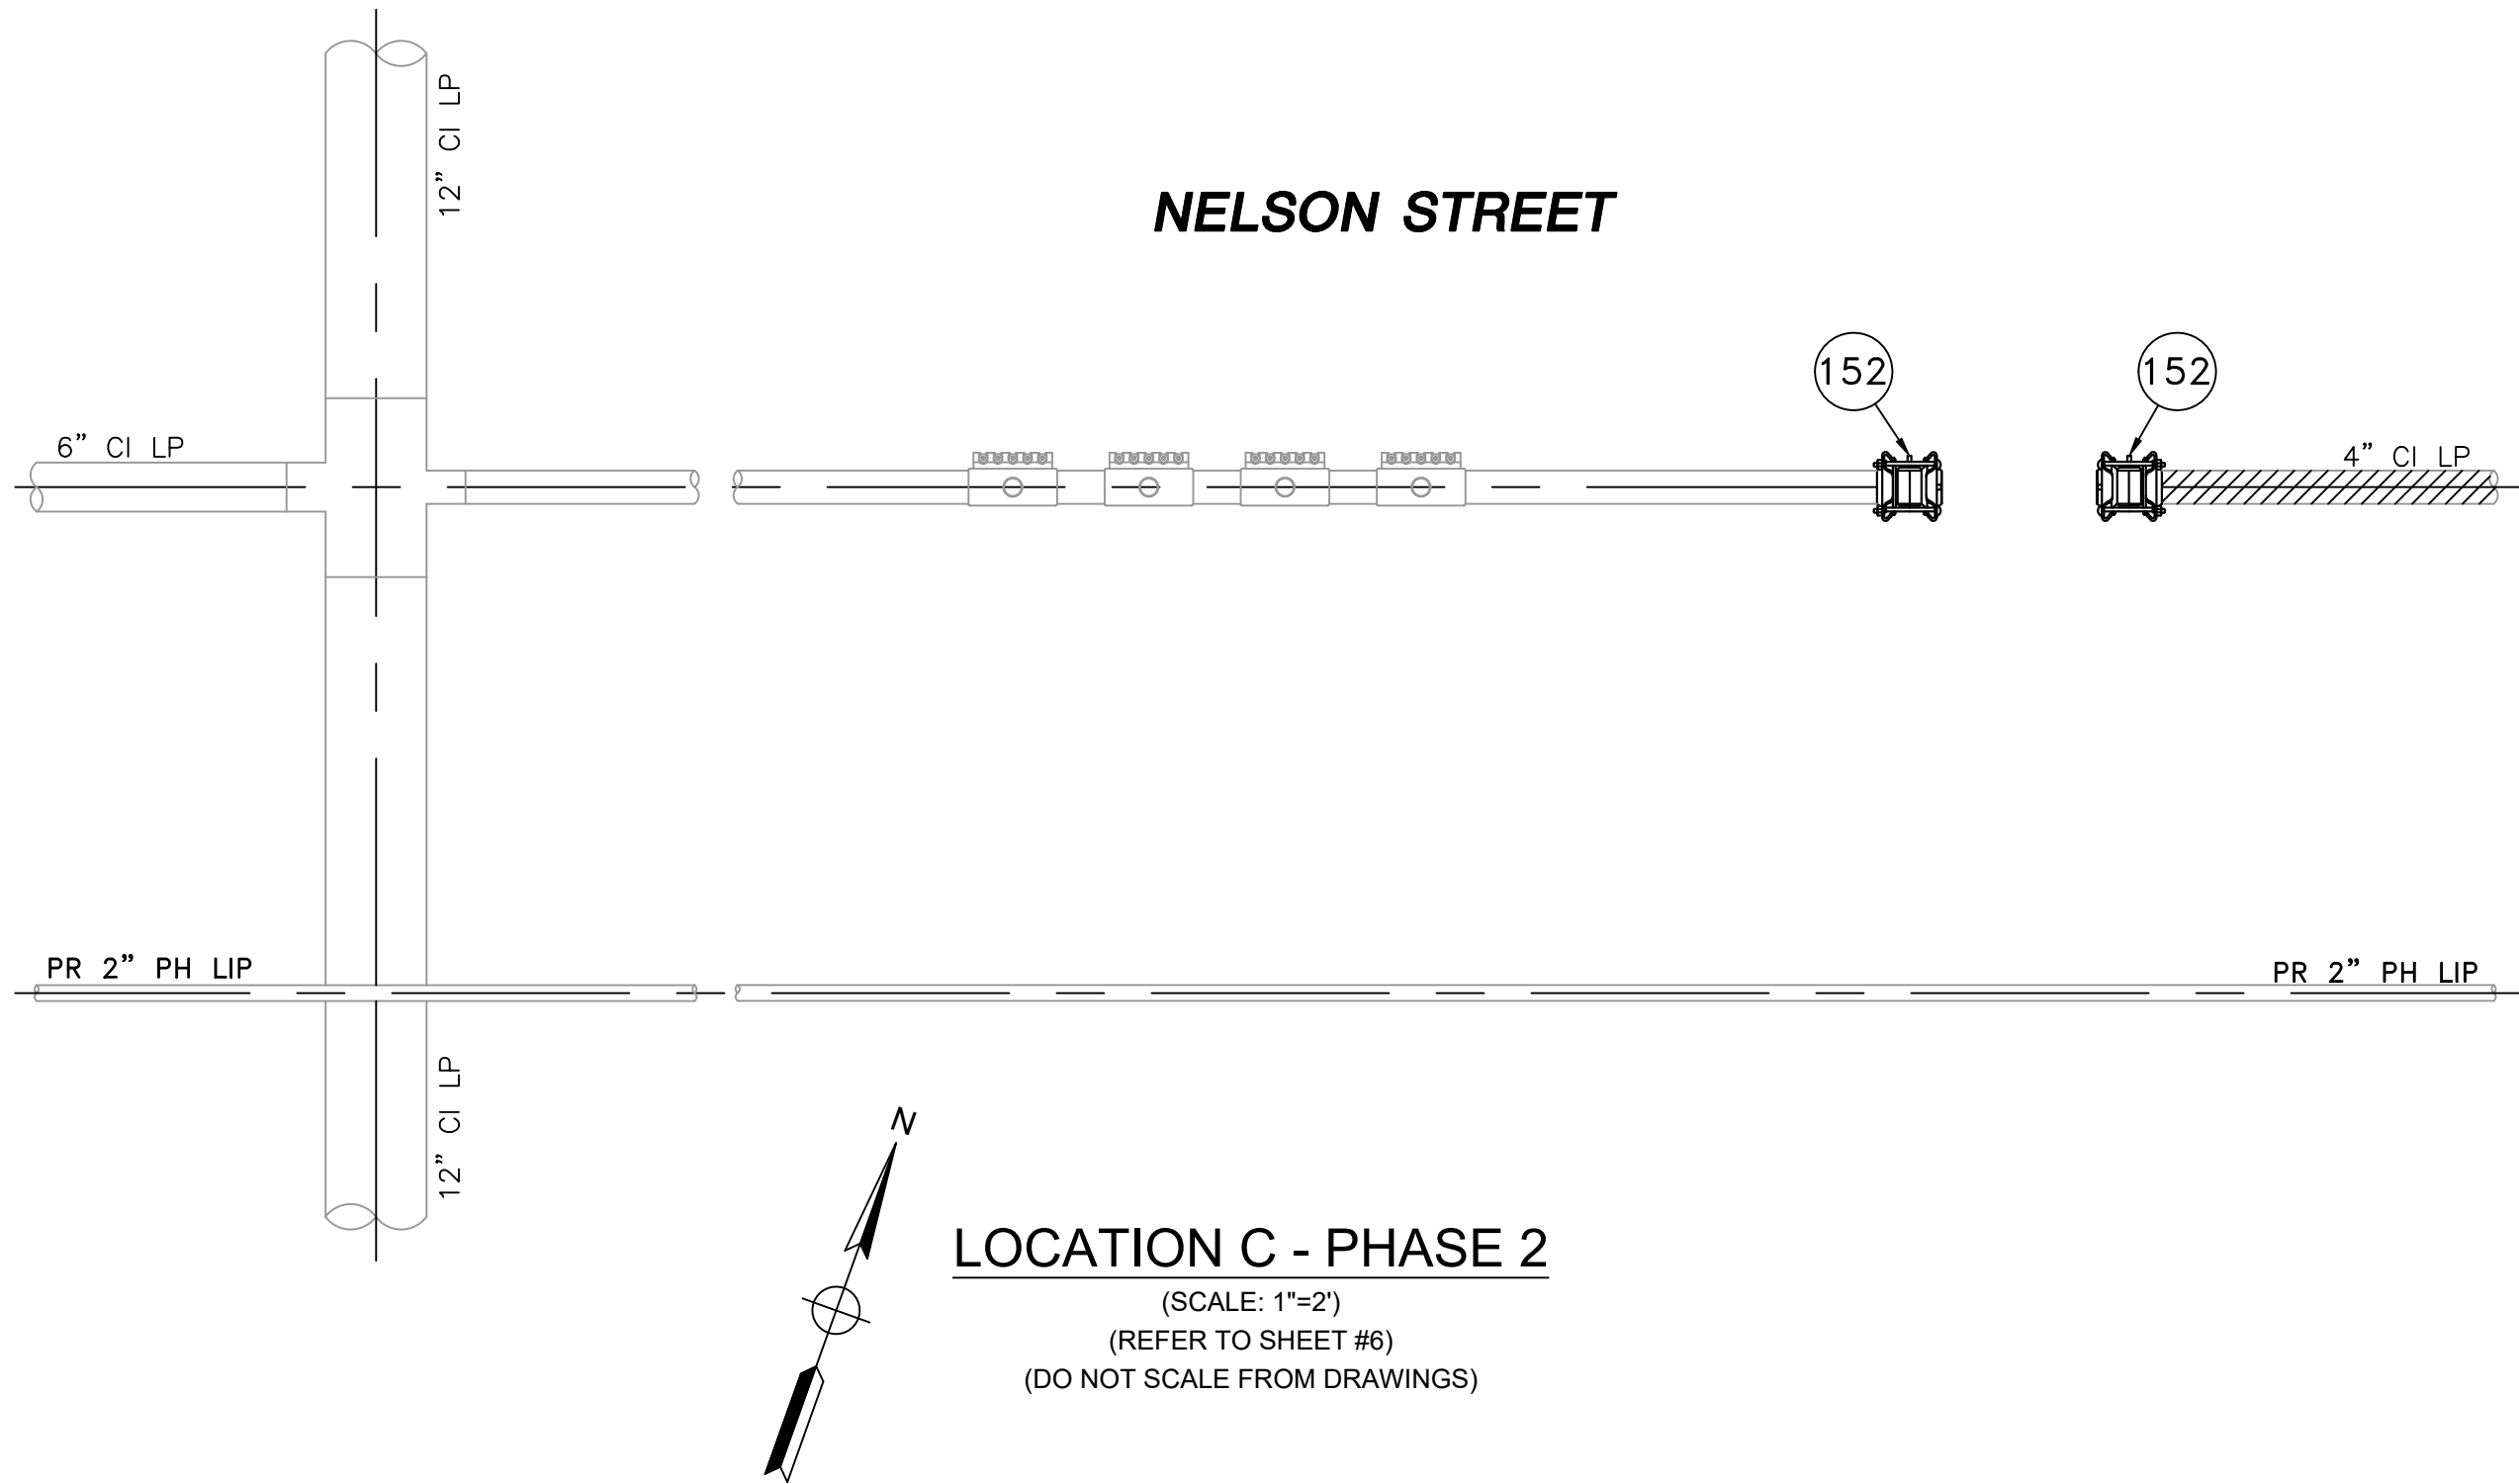 12” CI LP
NELSON STREET
152
152
6” CI LP
4” CI LP
PR 2” PH LIP
PR 2” PH LIP
12” CI LP
N
LOCATION C - PHASE 2
(SCALE: 1"=2')
(REFER TO SHEET #6)
(DO NOT SCALE FROM DRAWINGS)